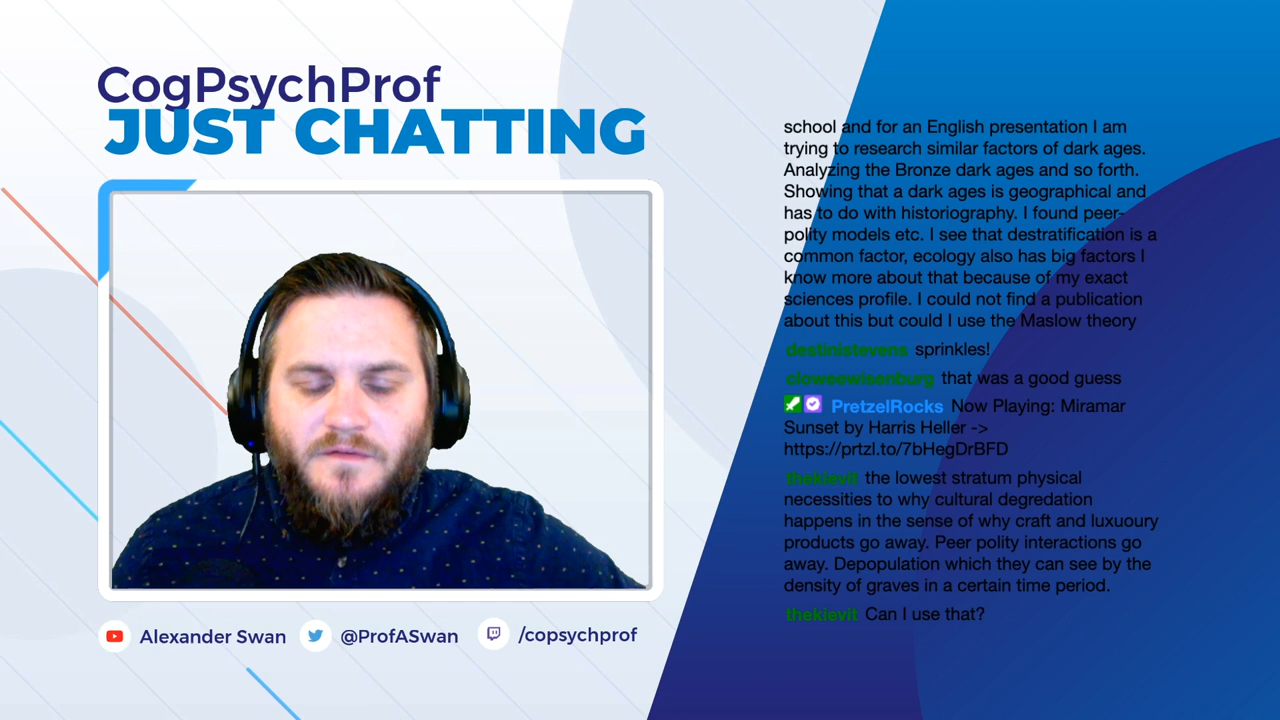 CogPsychProf
JUST CHATTING
school and for an English presentation I am
trying to research similar factors of dark ages.
Analyzing the Bronze dark ages and so forth.
Showing that a dark ages is geographical and
has to do with historiography. I found peer-
polity models etc. I see that destratification is a
common factor, ecology also has big factors I
know more about that because of my exact
sciences profile. I could not find a publication
about this but could I use the Maslow theory
destinistevens sprinkles!
cloweewisenburg that was a good guess
PretzelRocks Now Playing: Miramar
Sunset by Harris Heller ->
https://prtzl.to/7bHegDrBFD
thekievit the lowest stratum physical
necessities to why cultural degredation
happens in the sense of why craft and luxuoury
products go away. Peer polity interactions go
away. Depopulation which they can see by the
density of graves in a certain time period.
thekievit Can I use that?
Alexander Swan @ProfASwan /copsychprof